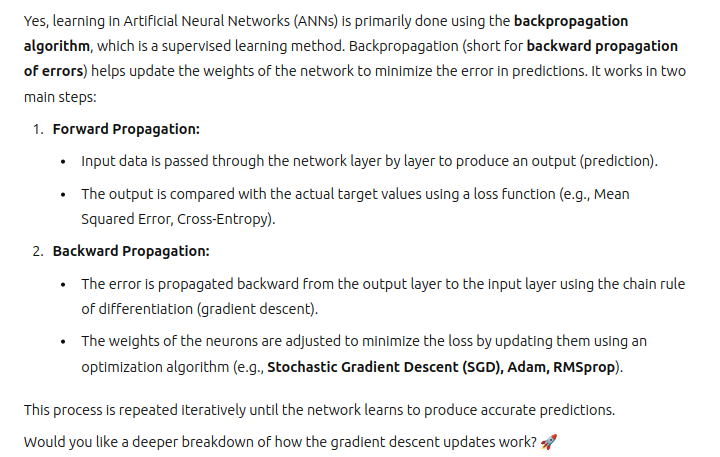 Yes, learning in Artificial Neural Networks (ANNs) is primarily done using the backpropagation
algorithm, which is a supervised learning method. Backpropagation (short for backward propagation
of errors) helps update the weights of the network to minimize the error in predictions. It works in two
main steps:
1. Forward Propagation:
• Input data is passed through the network layer by layer to produce an output (prediction).
• The output is compared with the actual target values using a loss function (e.g., Mean
Squared Error, Cross-Entropy).
2. Backward Propagation:
• The error is propagated backward from the output layer to the input layer using the chain rule
of differentiation (gradient descent).
• The weights of the neurons are adjusted to minimize the loss by updating them using an
optimization algorithm (e.g., Stochastic Gradient Descent (SGD), Adam, RMSprop).
This process is repeated iteratively until the network learns to produce accurate predictions.
Would you like a deeper breakdown of how the gradient descent updates work? 🚀